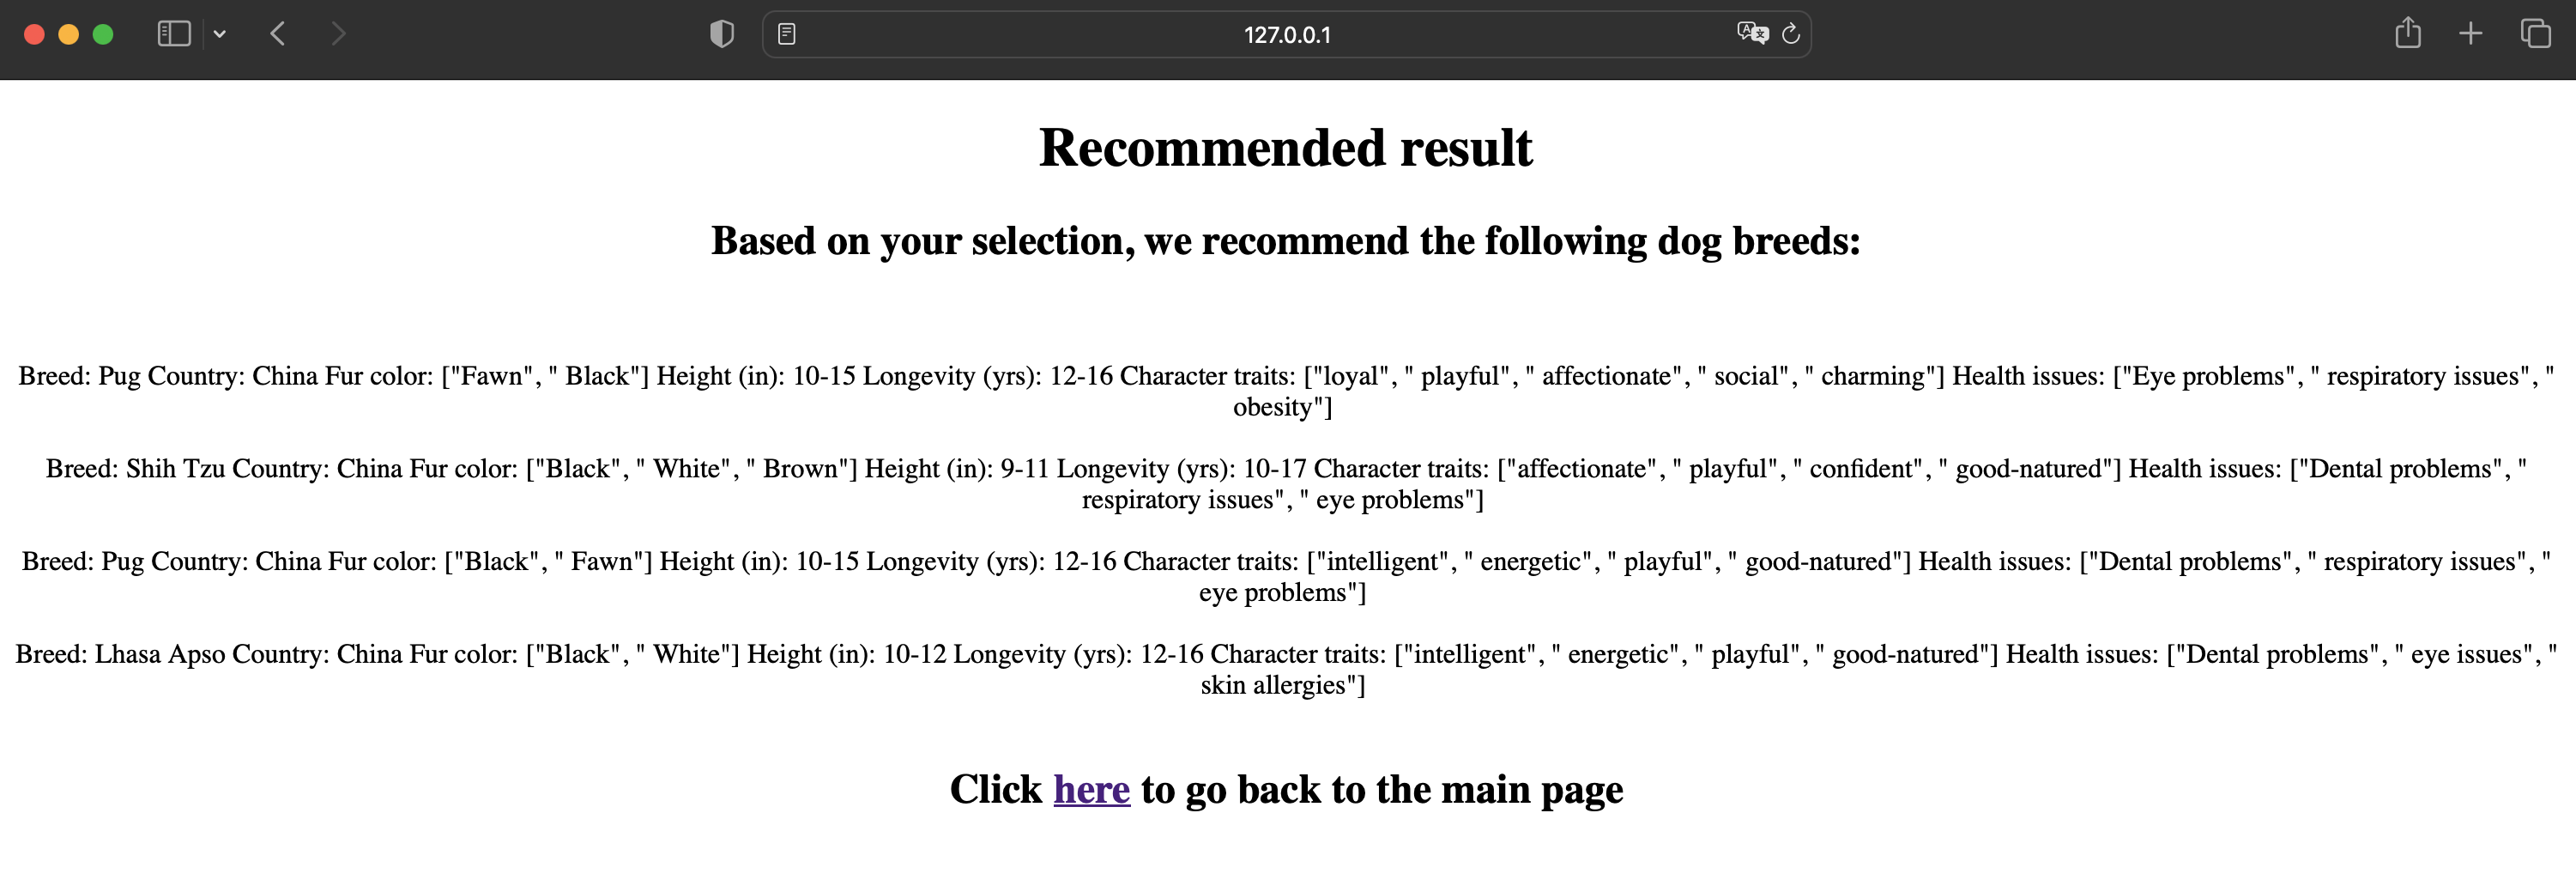 127.0.0.1
Recommended result
Based on your selection, we recommend the following dog breeds:
Breed: Pug Country: China Fur color: ["Fawn", " Black"] Height (in): 10-15 Longevity (yrs): 12-16 Character traits: ["loyal", " playful", " affectionate", " social", " charming"] Health issues: ["Eye problems", " respiratory issues", "
obesity"]
Breed: Shih Tzu Country: China Fur color: ["Black", " White", " Brown"] Height (in): 9-11 Longevity (yrs): 10-17 Character traits: ["affectionate", " playful", " confident", " good-natured"] Health issues: ["Dental problems", "
respiratory issues", " eye problems"]
Breed: Pug Country: China Fur color: ["Black", " Fawn"] Height (in): 10-15 Longevity (yrs): 12-16 Character traits: ["intelligent", " energetic", " playful", " good-natured"] Health issues: ["Dental problems", " respiratory issues", "
eye problems"]
Breed: Lhasa Apso Country: China Fur color: ["Black", " White"] Height (in): 10-12 Longevity (yrs): 12-16 Character traits: ["intelligent", " energetic", " playful", " good-natured"] Health issues: ["Dental problems", " eye issues", "
skin allergies"]
Click here to go back to the main page